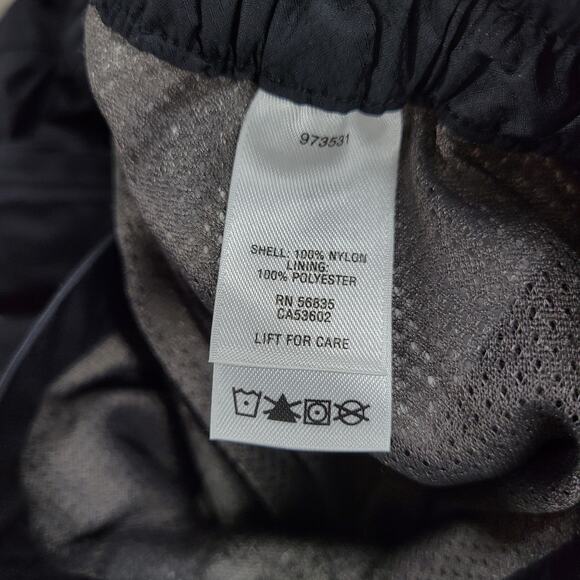 973531
SHELL: 100% NYLON
LINING:
100% POLYESTER
RN 56835
CA53602
LIFT FOR CARE